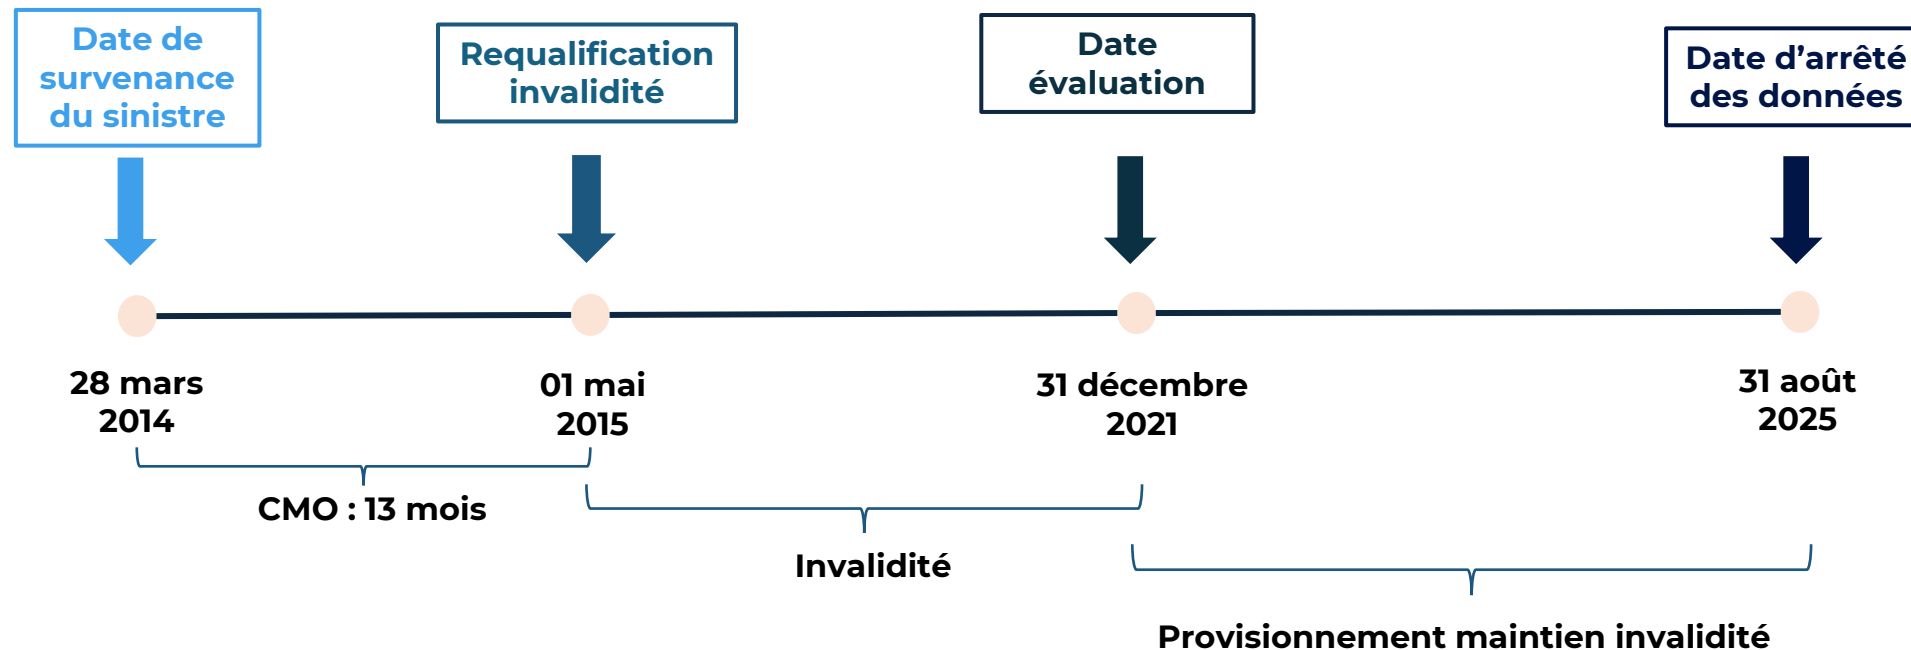 Date de
survenance
du sinistre
Requalification
invalidité
Date
évaluation
Date d’arrêté
des données
28 mars
2014
01 mai
2015
31 décembre
2021
31 août
2025
CMO : 13 mois
Invalidité
Provisionnement maintien invalidité